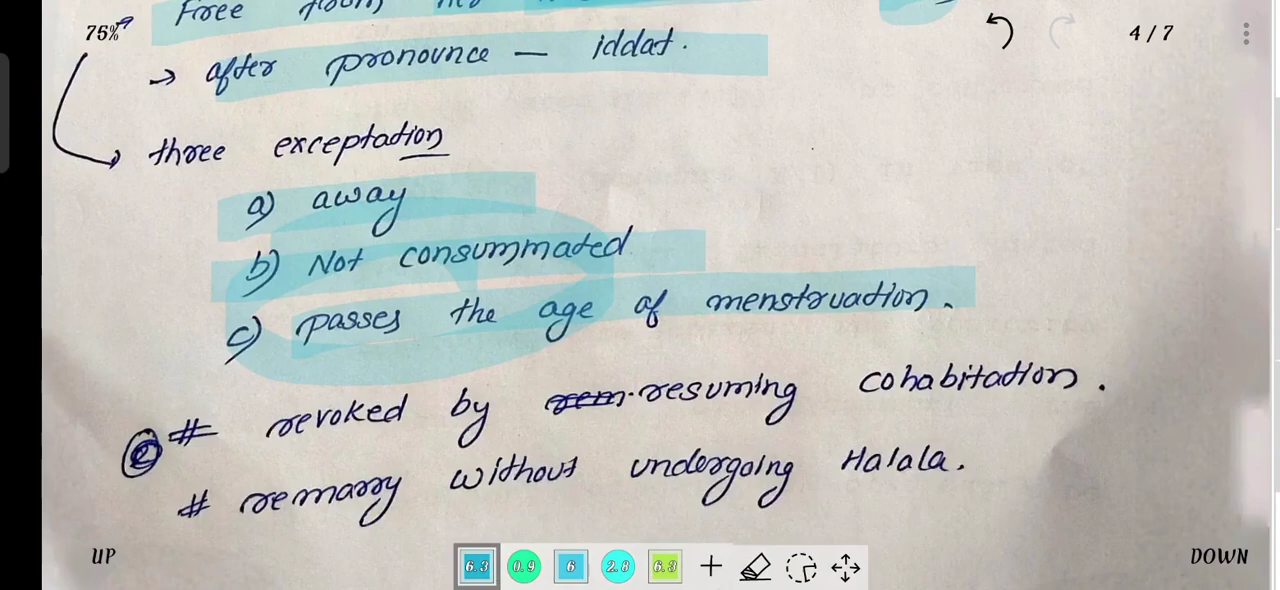 Free from
75%
4 / 7
→ after pronounce — iddat.
→ three exceptation
a) away
b) Not consummated
c) passes the age of menstruation.
# revoked by resuming cohabitation.
# remarry without undergoing Halala.
UP
6.3 0.9 6 2.8 6.3
DOWN